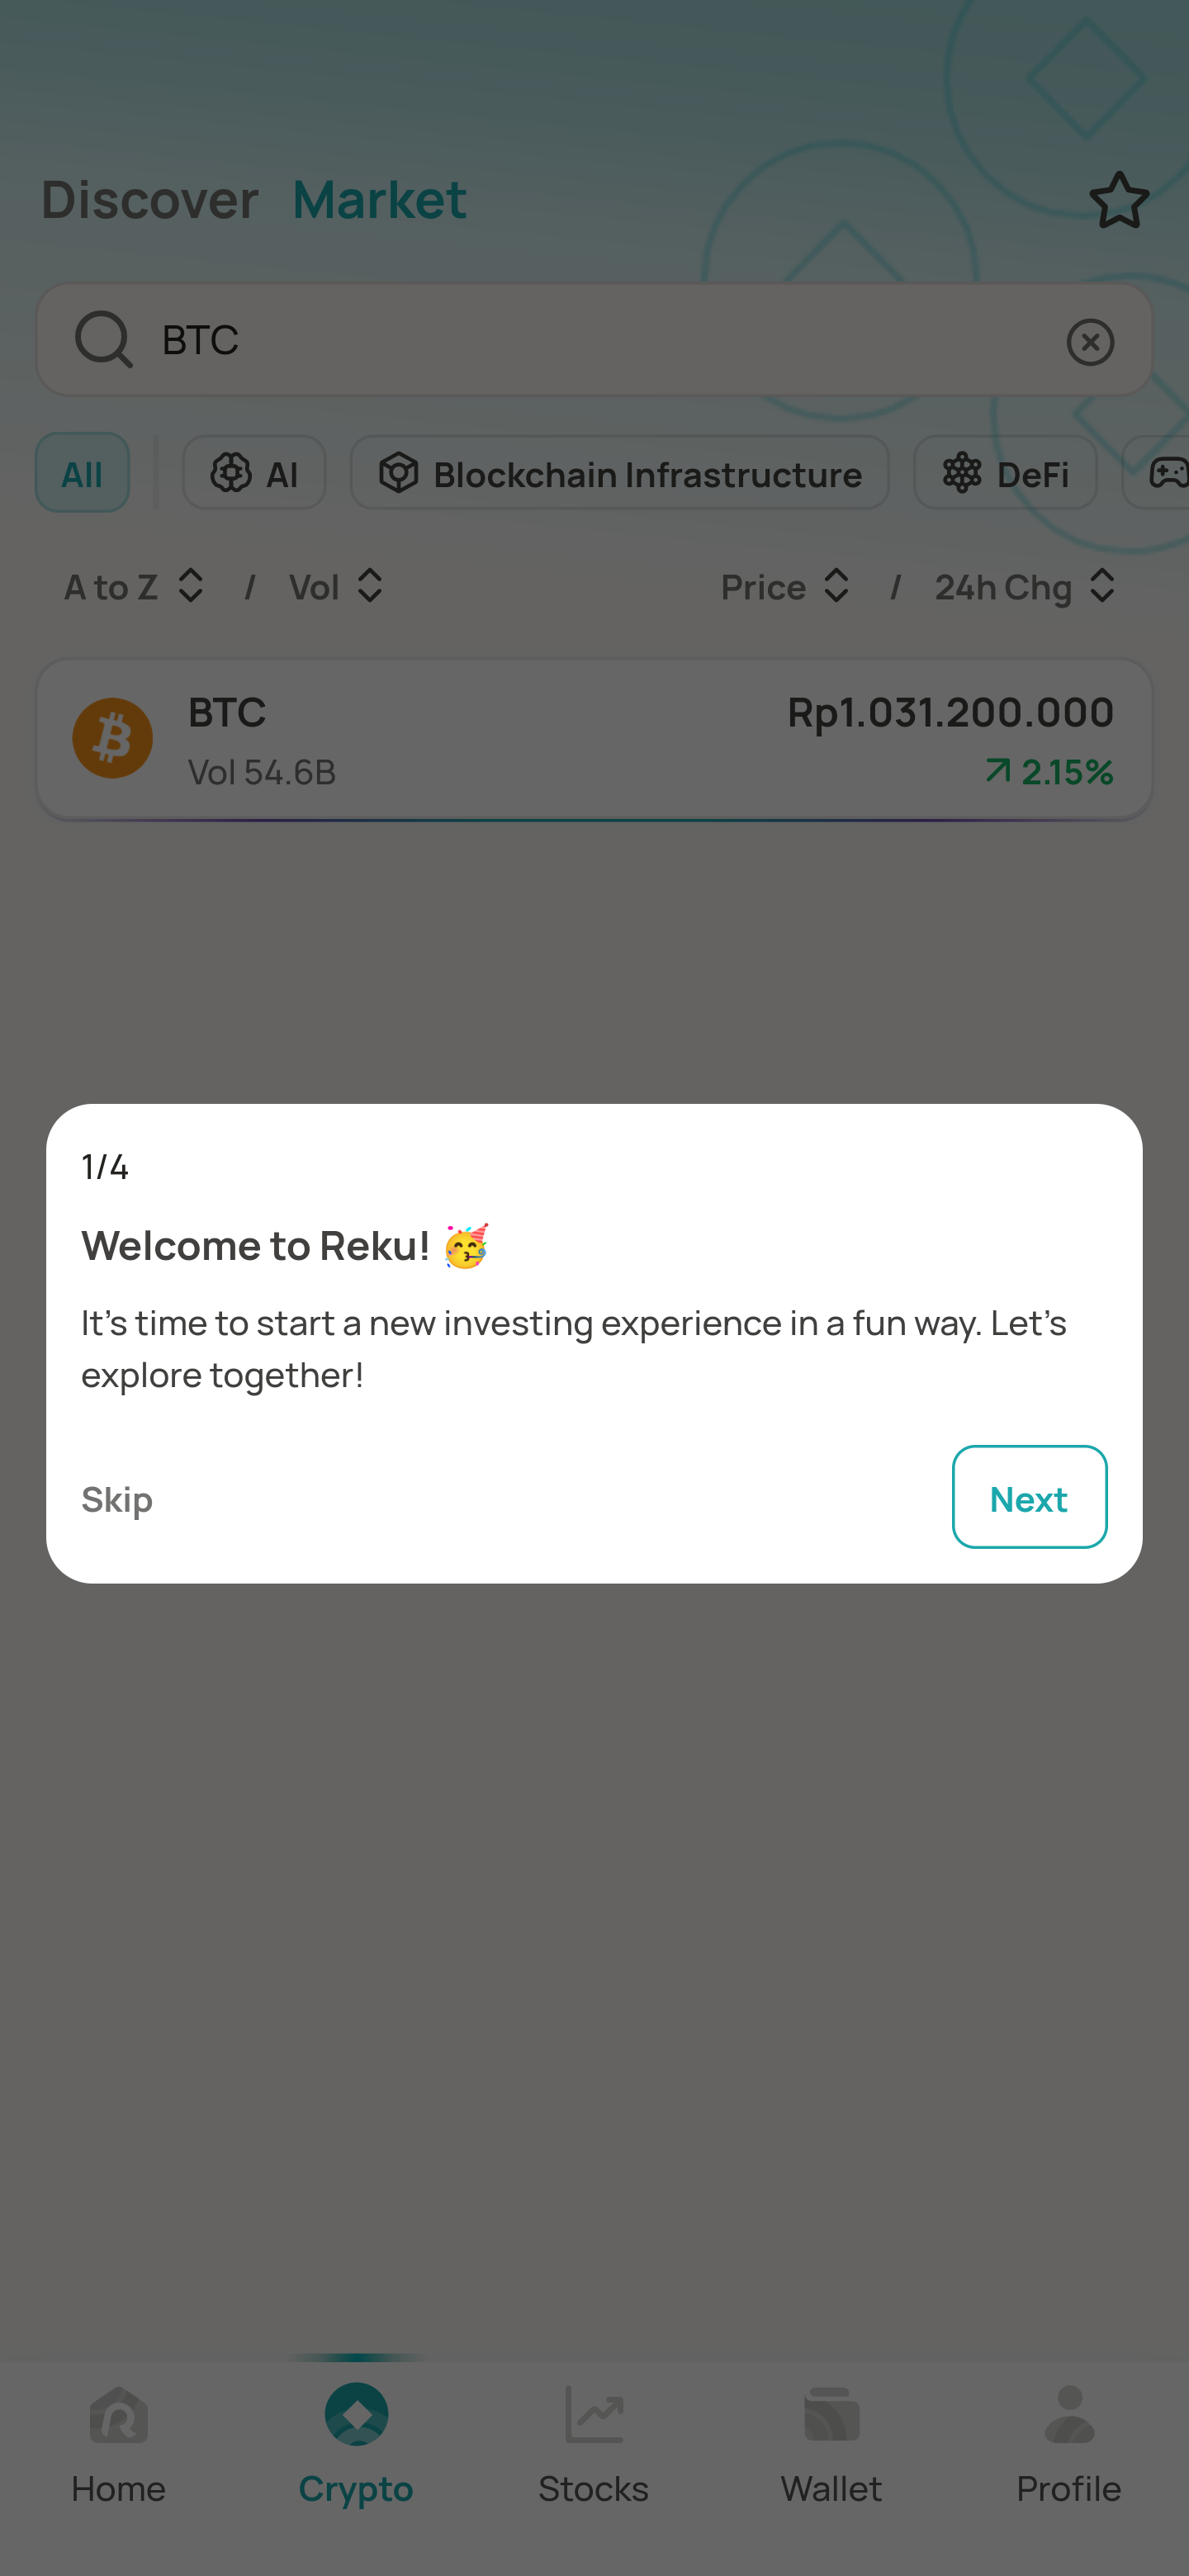 Discover Market
BTC
All AI Blockchain Infrastructure DeFi
A to Z / Vol Price / 24h Chg
BTC Rp1.031.200.000
Vol 54.6B 2.15%
1/4
Welcome to Reku! 🥳
It's time to start a new investing experience in a fun way. Let's
explore together!
Skip Next
Home Crypto Stocks Wallet Profile